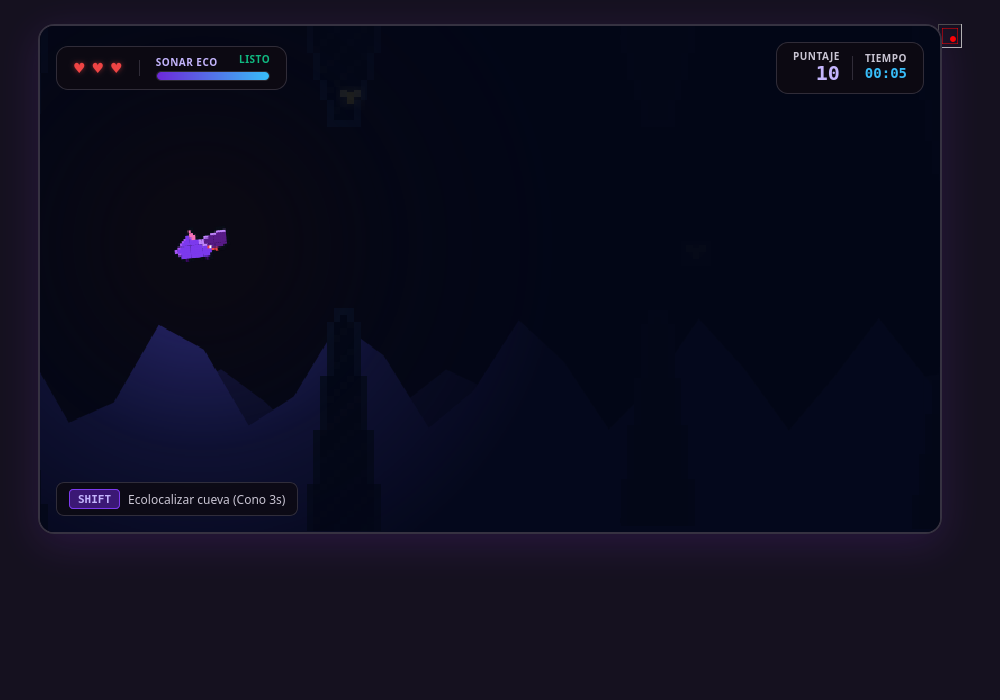 SONAR ECO LISTO
PUNTAJE
10
TIEMPO
00:05
SHIFT Ecolocalizar cueva (Cono 3s)